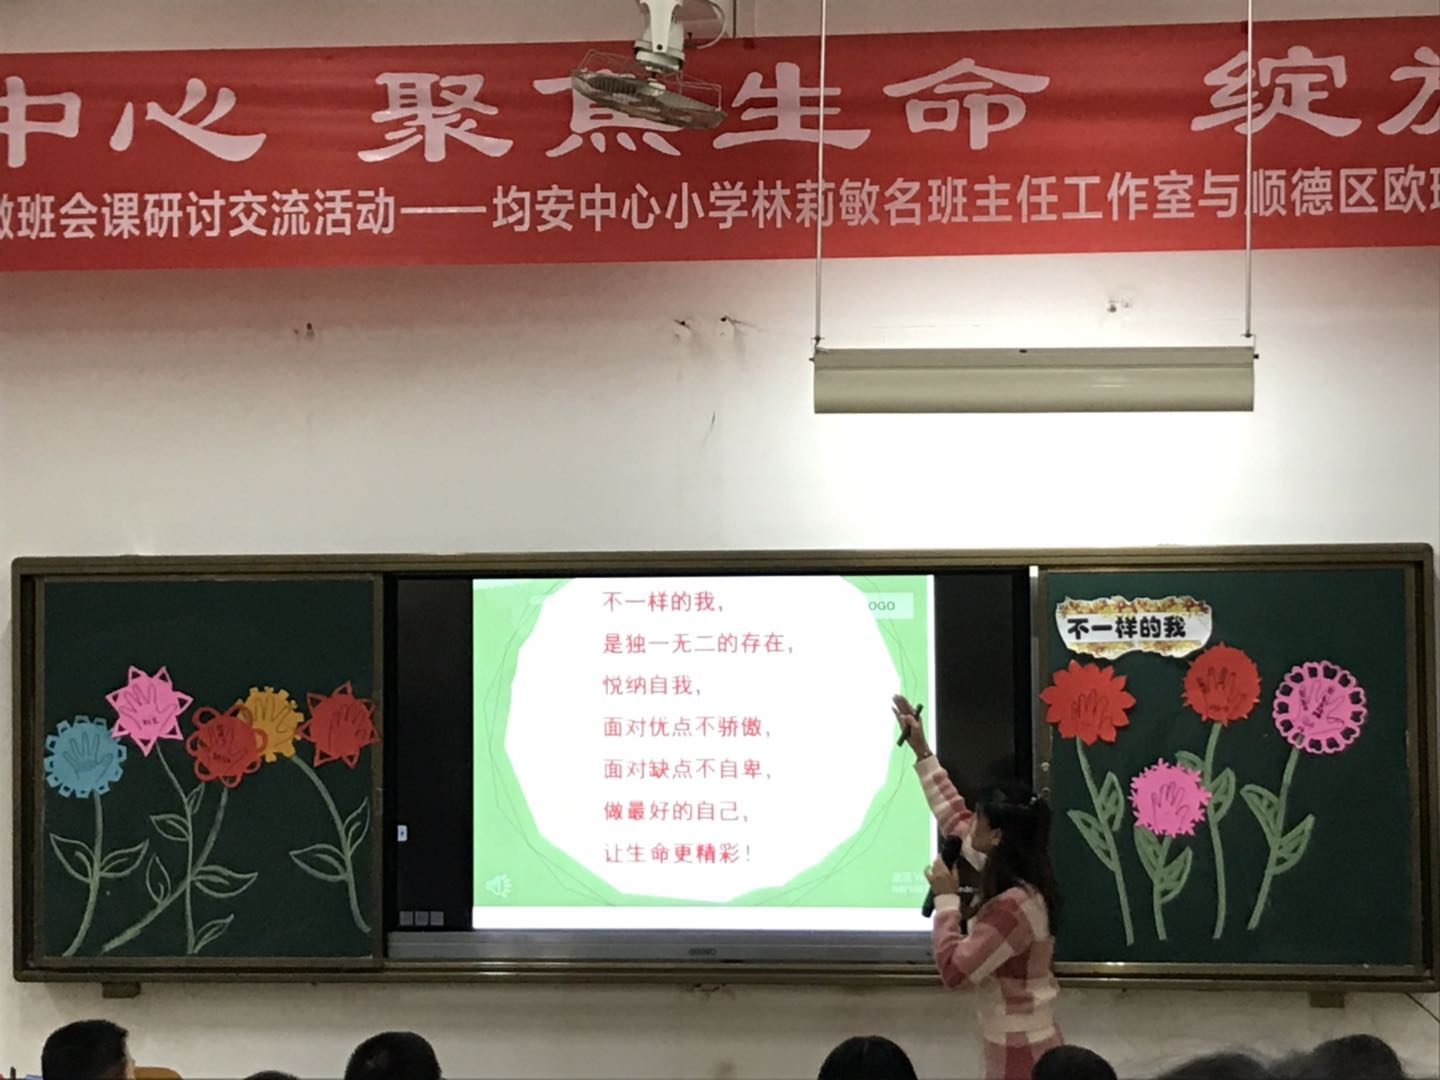 中心 聚焦生命 绽放
班会课研讨交流活动——均安中心小学林莉敏名班主任工作室与顺德区欧
OGO
不一样的我，
是独一无二的存在，
悦纳自我，
面对优点不骄傲，
面对缺点不自卑，
做最好的自己，
让生命更精彩！
不一样的我